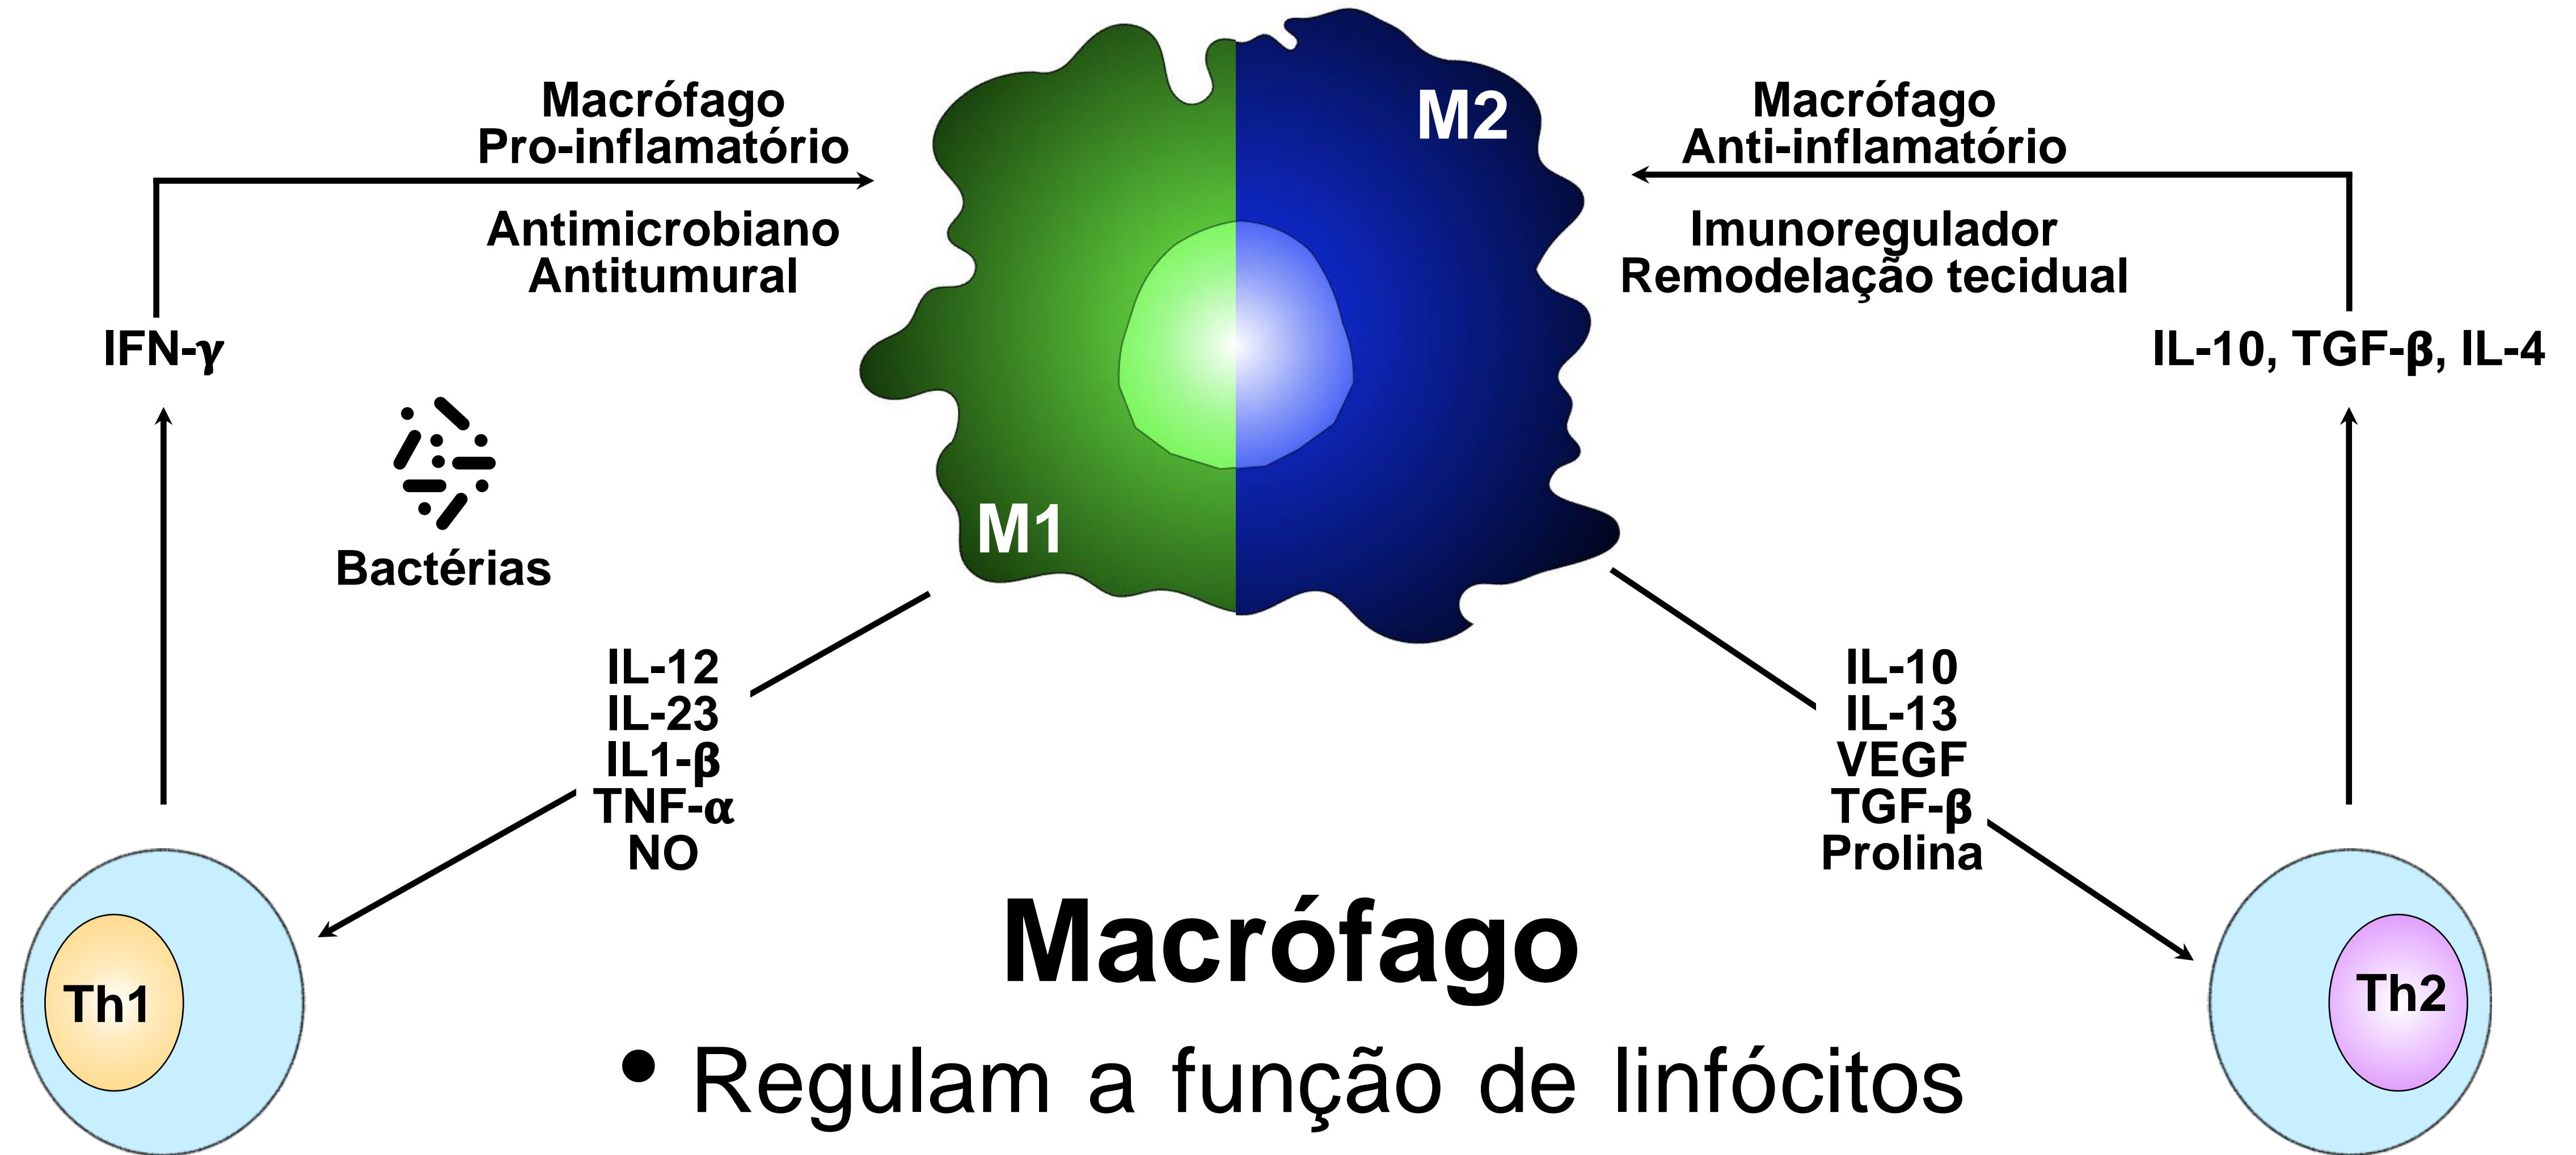 Macrófago
Pro-inflamatório
Antimicrobiano
Antitumural
IFN-γ
Bactérias
M1
M2
Macrófago
Anti-inflamatório
Imunoregulador
Remodelação tecidual
IL-10, TGF-β, IL-4
IL-12
IL-23
IL1-β
TNF-α
NO
IL-10
IL-13
VEGF
TGF-β
Prolina
Th1
Th2
Macrófago
• Regulam a função de linfócitos